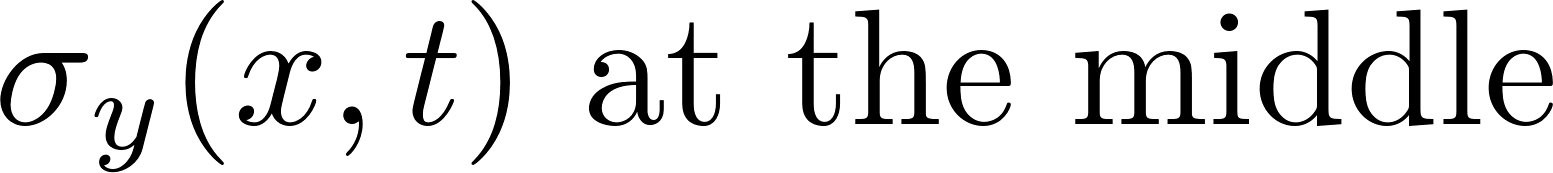 σ_y(x, t) at the middle